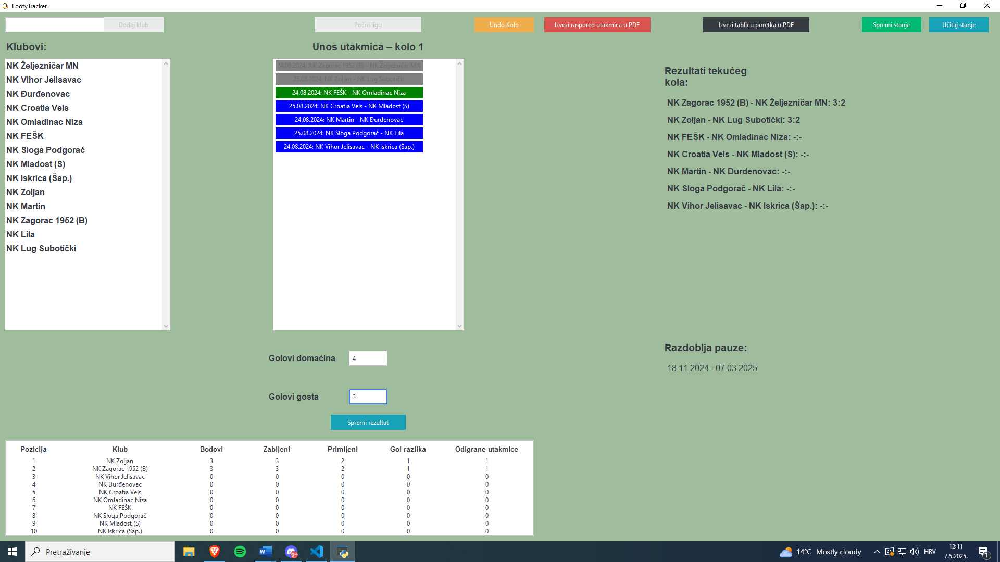 FootyTracker
Dodaj klub
Počni ligu
Undo Kolo
Izvezi raspored utakmica u PDF
Izvezi tablicu poretka u PDF
Spremi stanje
Učitaj stanje
Klubovi:
NK Željezničar MN
NK Vihor Jelisavac
NK Đurđenovac
NK Croatia Vels
NK Omladinac Niza
NK FEŠK
NK Sloga Podgorač
NK Mladost (S)
NK Iskrica (Šap.)
NK Zoljan
NK Martin
NK Zagorac 1952 (B)
NK Lila
NK Lug Subotički
Unos utakmica – kolo 1
24.08.2024: NK Zagorac 1952 (B) - NK Željezničar MN
25.08.2024: NK Zoljan - NK Lug Subotički
24.08.2024: NK FEŠK - NK Omladinac Niza
25.08.2024: NK Croatia Vels - NK Mladost (S)
24.08.2024: NK Martin - NK Đurđenovac
25.08.2024: NK Sloga Podgorač - NK Lila
24.08.2024: NK Vihor Jelisavac - NK Iskrica (Šap.)
Rezultati tekućeg
kola:
NK Zagorac 1952 (B) - NK Željezničar MN: 3:2
NK Zoljan - NK Lug Subotički: 3:2
NK FEŠK - NK Omladinac Niza: -:-
NK Croatia Vels - NK Mladost (S): -:-
NK Martin - NK Đurđenovac: -:-
NK Sloga Podgorač - NK Lila: -:-
NK Vihor Jelisavac - NK Iskrica (Šap.): -:-
Golovi domaćina 4
Golovi gosta 3
Spremi rezultat
Razdoblja pauze:
18.11.2024 - 07.03.2025
Pozicija Klub Bodovi Zabijeni Primljeni Gol razlika Odigrane utakmice
1 NK Zoljan 3 3 2 1 1
2 NK Zagorac 1952 (B) 3 3 2 1 1
3 NK Vihor Jelisavac 0 0 0 0 0
4 NK Đurđenovac 0 0 0 0 0
5 NK Croatia Vels 0 0 0 0 0
6 NK Omladinac Niza 0 0 0 0 0
7 NK FEŠK 0 0 0 0 0
8 NK Sloga Podgorač 0 0 0 0 0
9 NK Mladost (S) 0 0 0 0 0
10 NK Iskrica (Šap.) 0 0 0 0 0
Pretraživanje
9+
14°C Mostly cloudy
HRV
12:11
7.5.2025.
1